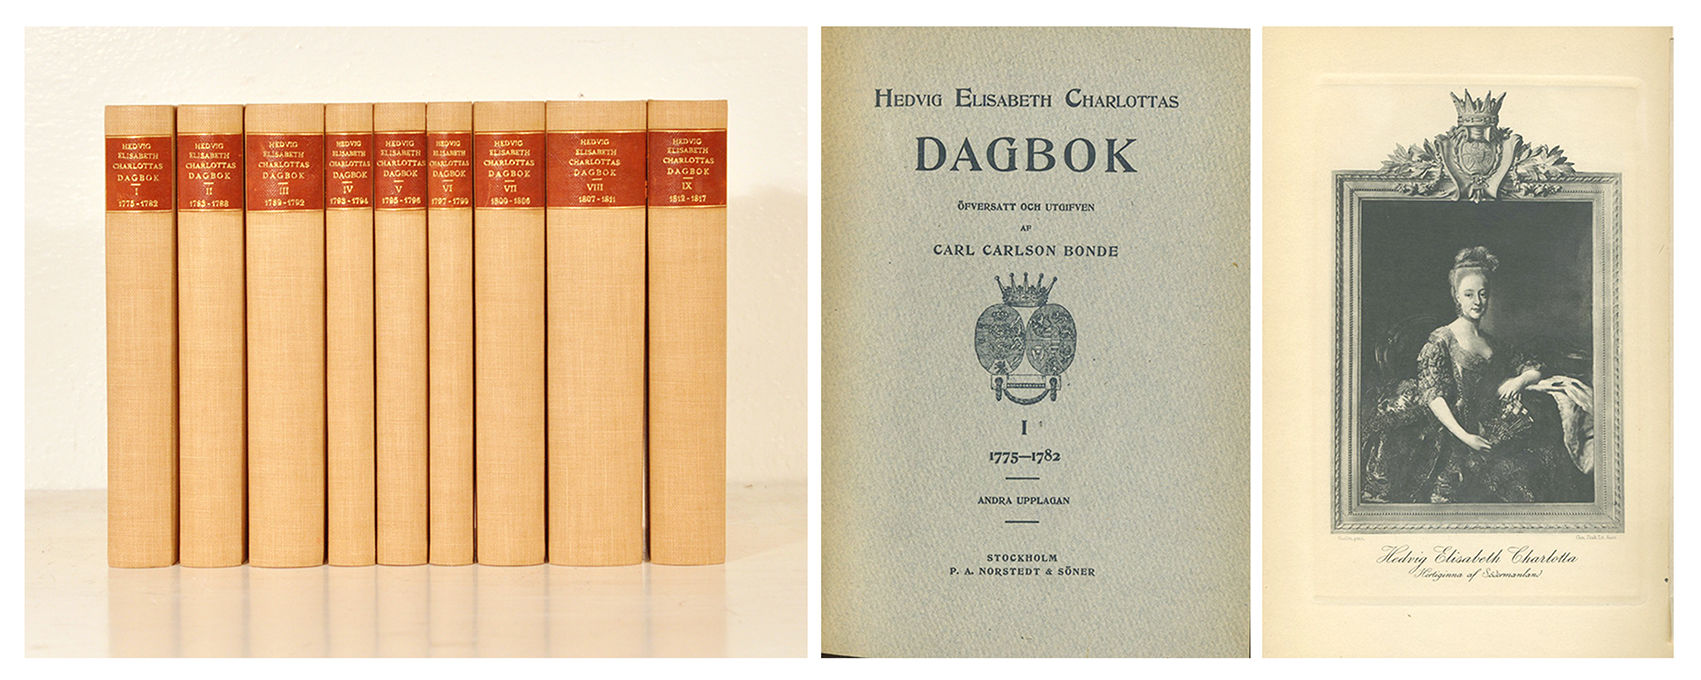 HEDVIG
ELISABETH
CHARLOTTAS
DAGBOK
I
1775-1782
HEDVIG
ELISABETH
CHARLOTTAS
DAGBOK
II
1783-1788
HEDVIG
ELISABETH
CHARLOTTAS
DAGBOK
III
1789-1792
HEDVIG
ELISABETH
CHARLOTTAS
DAGBOK
IV
1793-1794
HEDVIG
ELISABETH
CHARLOTTAS
DAGBOK
V
1795-1796
HEDVIG
ELISABETH
CHARLOTTAS
DAGBOK
VI
1797-1799
HEDVIG
ELISABETH
CHARLOTTAS
DAGBOK
VII
1800-1806
HEDVIG
ELISABETH
CHARLOTTAS
DAGBOK
VIII
1807-1811
HEDVIG
ELISABETH
CHARLOTTAS
DAGBOK
IX
1812-1817
HEDVIG ELISABETH CHARLOTTAS
DAGBOK
ÖFVERSATT OCH UTGIFVEN
AF
CARL CARLSON BONDE
I
1775—1782
ANDRA UPPLAGAN
STOCKHOLM
P. A. NORSTEDT & SÖNER
Hedvig Elisabeth Charlotta
Hertiginna af Södermanland